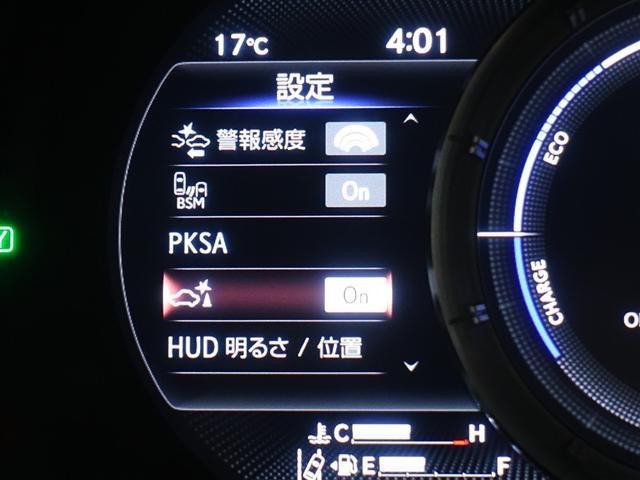 17℃ 4:01
設定
警報感度
BSM On
PKSA
On
HUD 明るさ / 位置
ECO
CHARGE
C H
E F